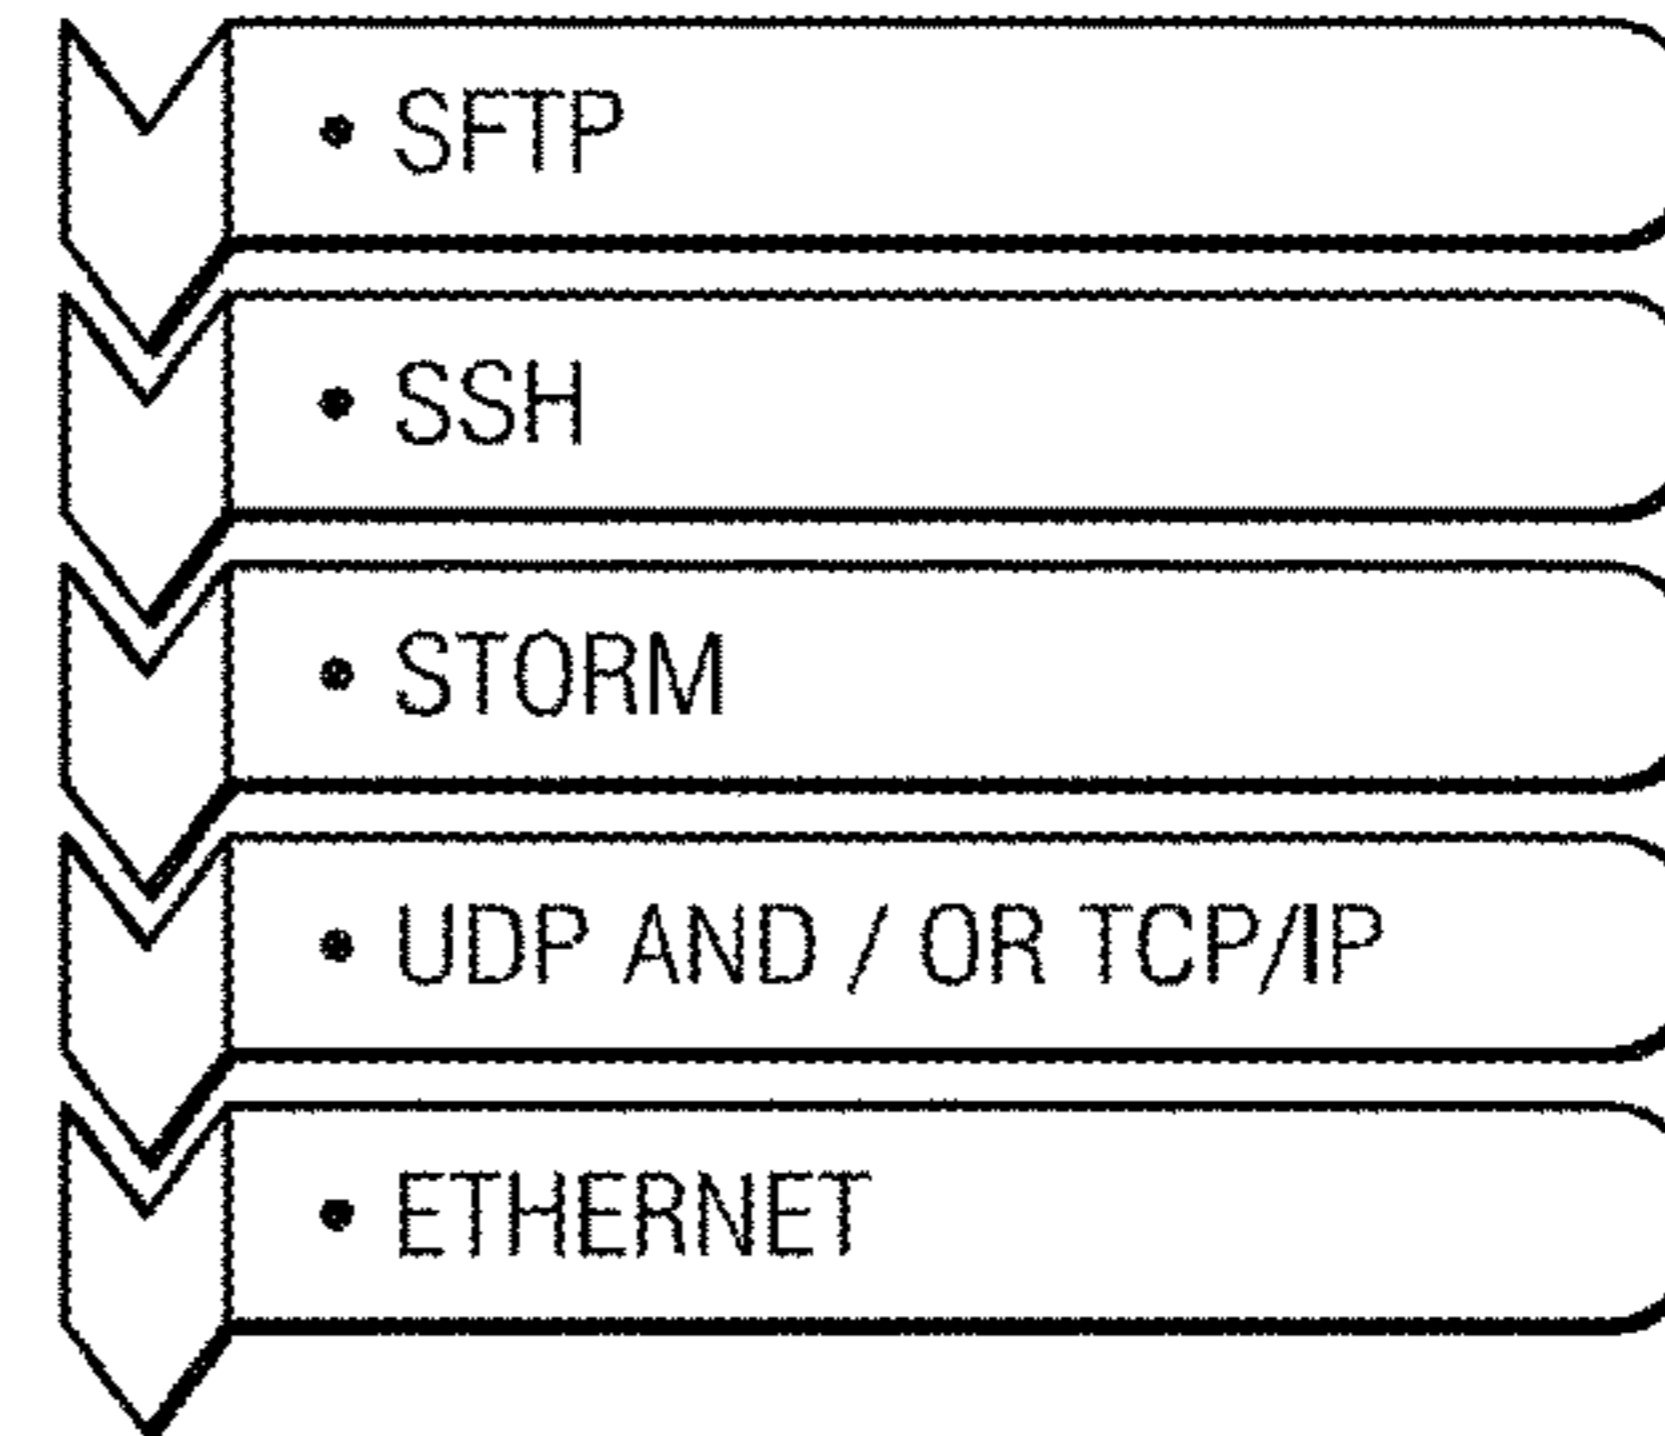 • SFTP
• SSH
• STORM
• UDP AND / OR TCP/IP
• ETHERNET